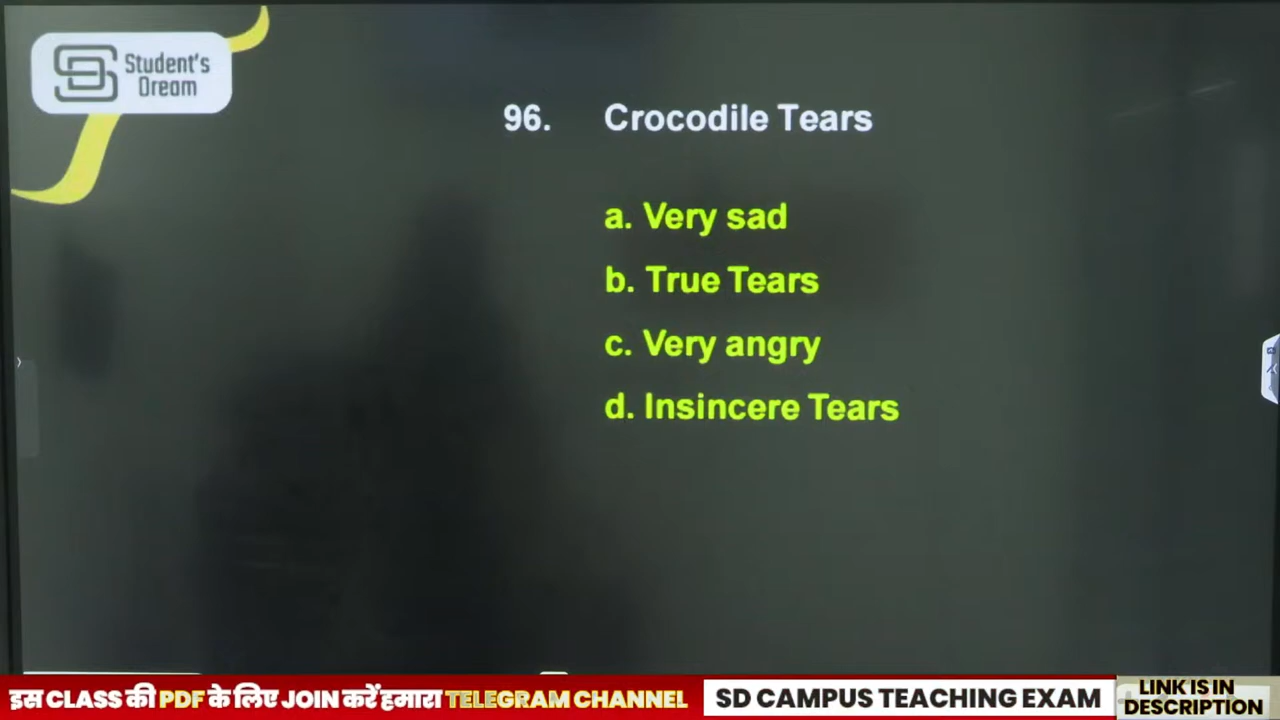 Student's
Dream
96. Crocodile Tears
a. Very sad
b. True Tears
c. Very angry
d. Insincere Tears
इस CLASS की PDF के लिए JOIN करें हमारा TELEGRAM CHANNEL
SD CAMPUS TEACHING EXAM
LINK IS IN
DESCRIPTION